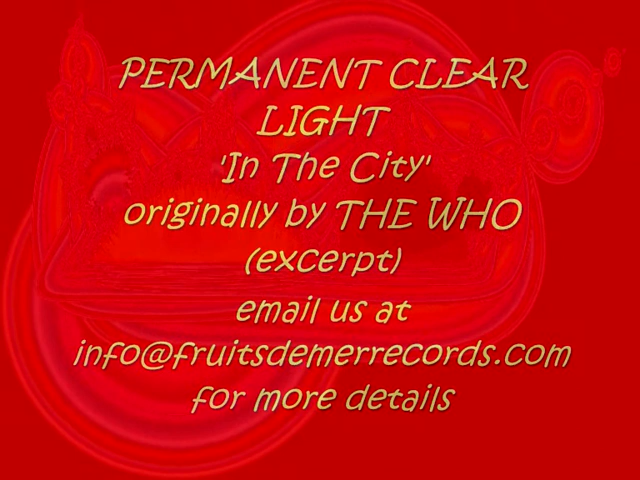 PERMANENT CLEAR
LIGHT
'In The City'
originally by THE WHO
(excerpt)
email us at
info@fruitsdemerrecords.com
for more details